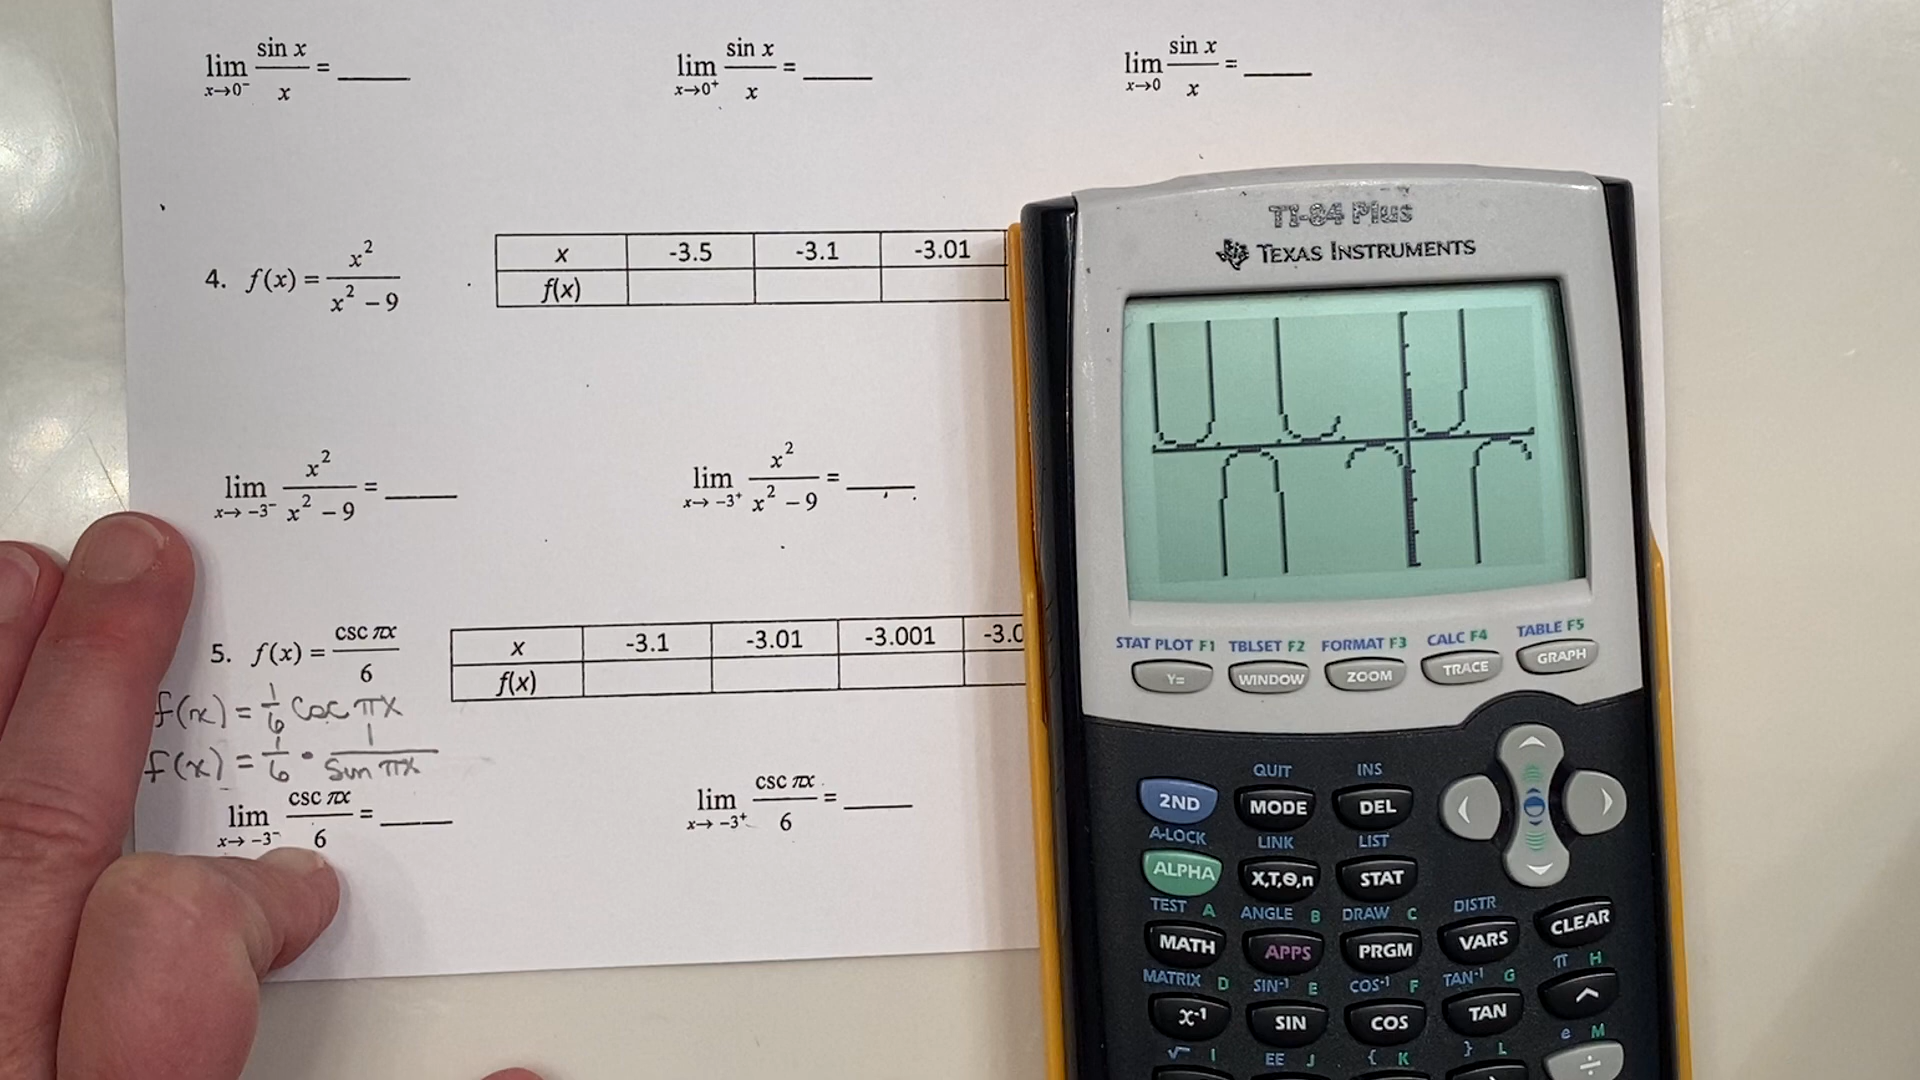 lim x→0⁻ sin x / x = ____ lim x→0⁺ sin x / x = ____ lim x→0 sin x / x = ____
4. f(x) = x² / x² – 9
x -3.5 -3.1 -3.01
f(x)
lim x→ –3⁻ x² / x² – 9 = ____ lim x→ –3⁺ x² / x² – 9 = ____
5. f(x) = csc πx / 6
x -3.1 -3.01 -3.001
f(x)
f(x) = 1/6 csc πx
f(x) = 1/6 • 1 / sin πx
lim x→ –3⁻ csc πx / 6 = ____ lim x→ –3⁺ csc πx / 6 = ____
TI-84 Plus
TEXAS INSTRUMENTS
STAT PLOT F1 TBLSET F2 FORMAT F3 CALC F4 TABLE F5
Y= WINDOW ZOOM TRACE GRAPH
QUIT INS
2ND MODE DEL
A-LOCK LINK LIST
ALPHA X,T,θ,n STAT
TEST A ANGLE B DRAW C DISTR
MATH APPS PRGM VARS CLEAR
MATRIX D SIN⁻¹ E COS⁻¹ F TAN⁻¹ G π H
x⁻¹ SIN COS TAN ^
√ I EE J { K } L e M
÷